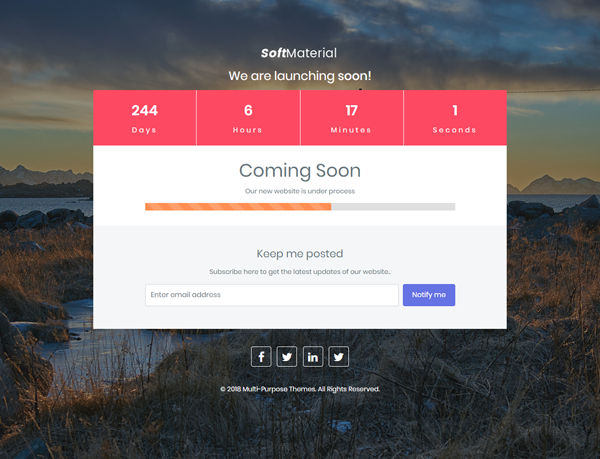 SoftMaterial
We are launching soon!
244 6 17 1
Days Hours Minutes Seconds
Coming Soon
Our new website is under process
Keep me posted
Subscribe here to get the latest updates of our website..
Enter email address Notify me
© 2018 Multi-Purpose Themes. All Rights Reserved.